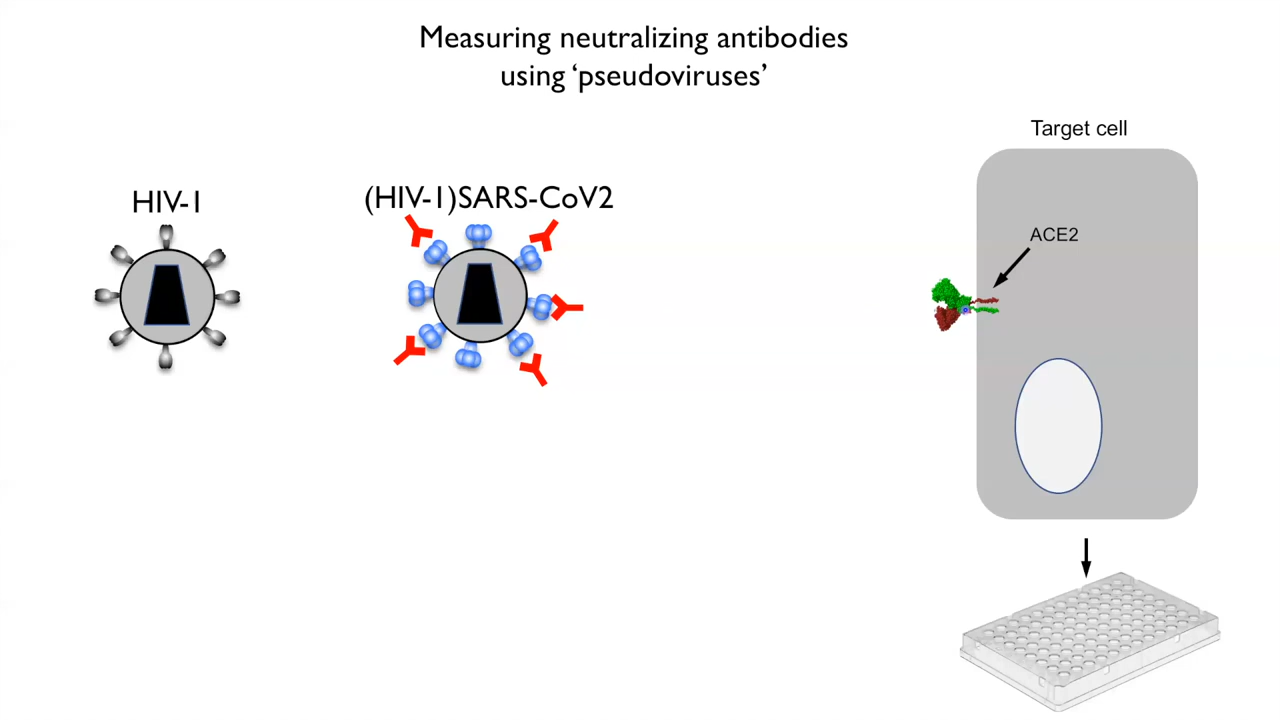 Measuring neutralizing antibodies
using ‘pseudoviruses’
Target cell
HIV-1
(HIV-1)SARS-CoV2
ACE2